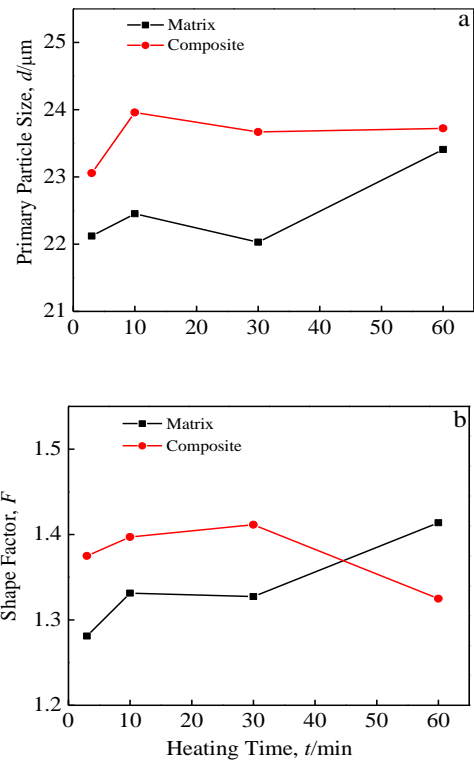 a
Matrix
Composite
Primary Particle Size, d/μm
25
24
23
22
21
0 10 20 30 40 50 60
b
Matrix
Composite
Shape Factor, F
1.5
1.4
1.3
1.2
0 10 20 30 40 50 60
Heating Time, t/min